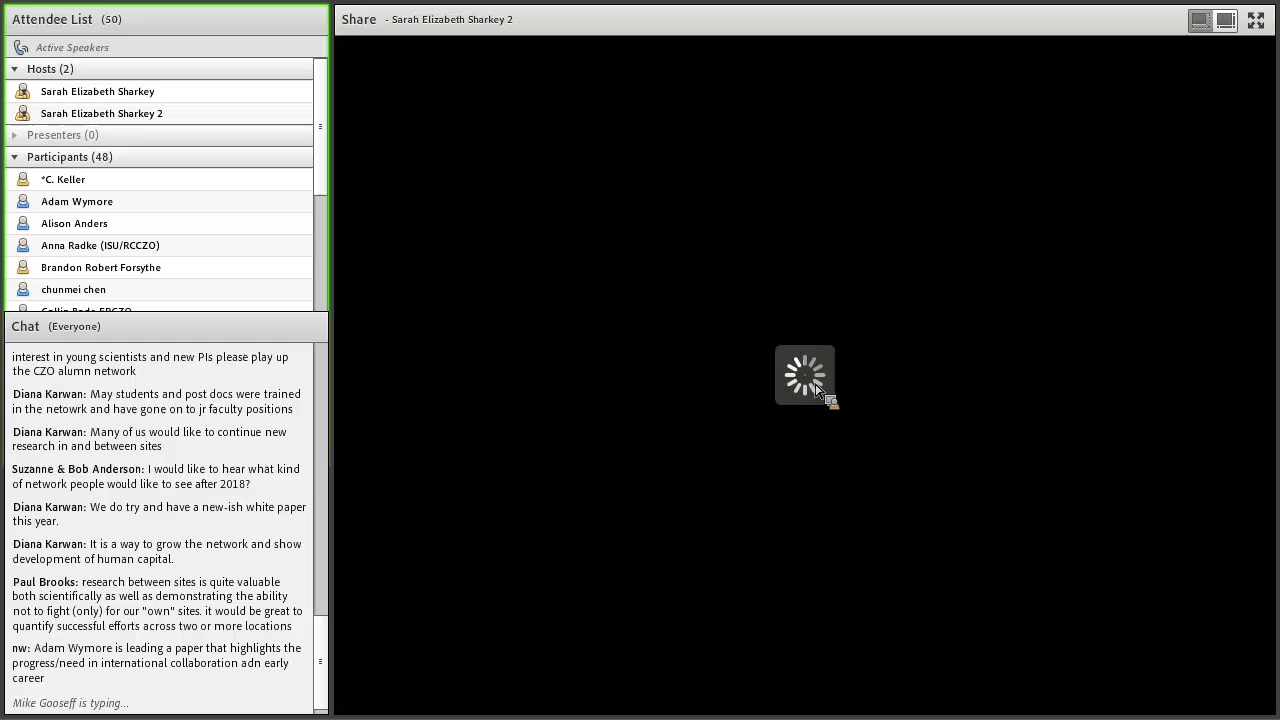 Attendee List (50)
Active Speakers
Hosts (2)
Sarah Elizabeth Sharkey
Sarah Elizabeth Sharkey 2
Presenters (0)
Participants (48)
*C. Keller
Adam Wymore
Alison Anders
Anna Radke (ISU/RCCZO)
Brandon Robert Forsythe
chunmei chen
Chat (Everyone)
interest in young scientists and new PIs please play up
the CZO alumn network
Diana Karwan: May students and post docs were trained
in the netowrk and have gone on to jr faculty positions
Diana Karwan: Many of us would like to continue new
research in and between sites
Suzanne & Bob Anderson: I would like to hear what kind
of network people would like to see after 2018?
Diana Karwan: We do try and have a new-ish white paper
this year.
Diana Karwan: It is a way to grow the network and show
development of human capital.
Paul Brooks: research between sites is quite valuable
both scientifically as well as demonstrating the ability
not to fight (only) for our "own" sites. it would be great to
quantify successful efforts across two or more locations
nw: Adam Wymore is leading a paper that highlights the
progress/need in international collaboration adn early
career
Mike Gooseff is typing...
Share - Sarah Elizabeth Sharkey 2